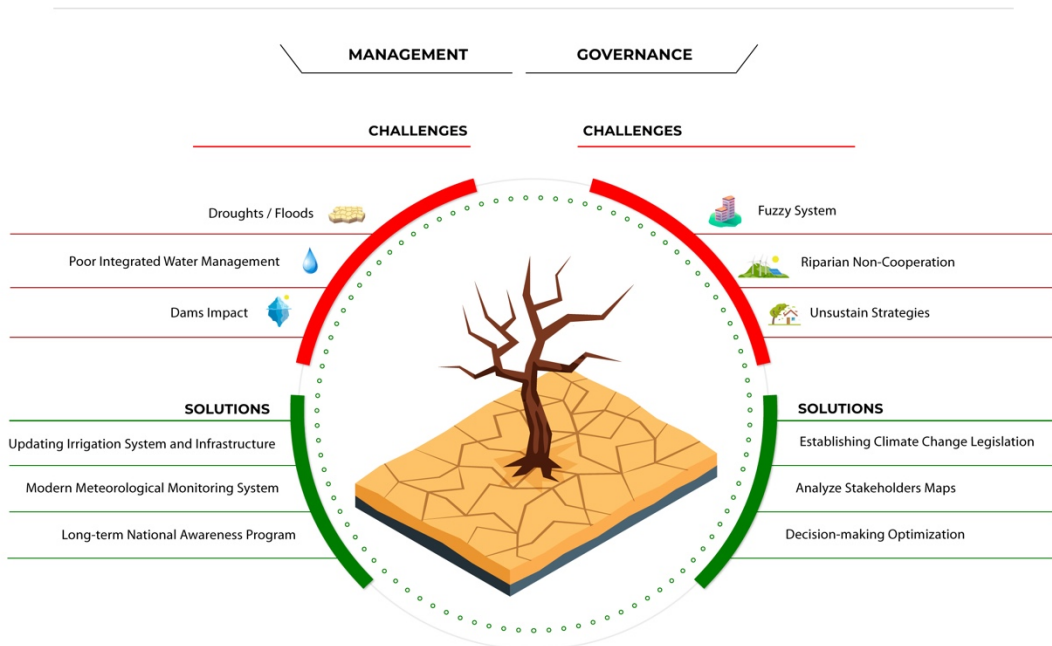 MANAGEMENT
GOVERNANCE
CHALLENGES
Droughts / Floods
Poor Integrated Water Management
Dams Impact
SOLUTIONS
Updating Irrigation System and Infrastructure
Modern Meteorological Monitoring System
Long-term National Awareness Program
CHALLENGES
Fuzzy System
Riparian Non-Cooperation
Unsustain Strategies
SOLUTIONS
Establishing Climate Change Legislation
Analyze Stakeholders Maps
Decision-making Optimization